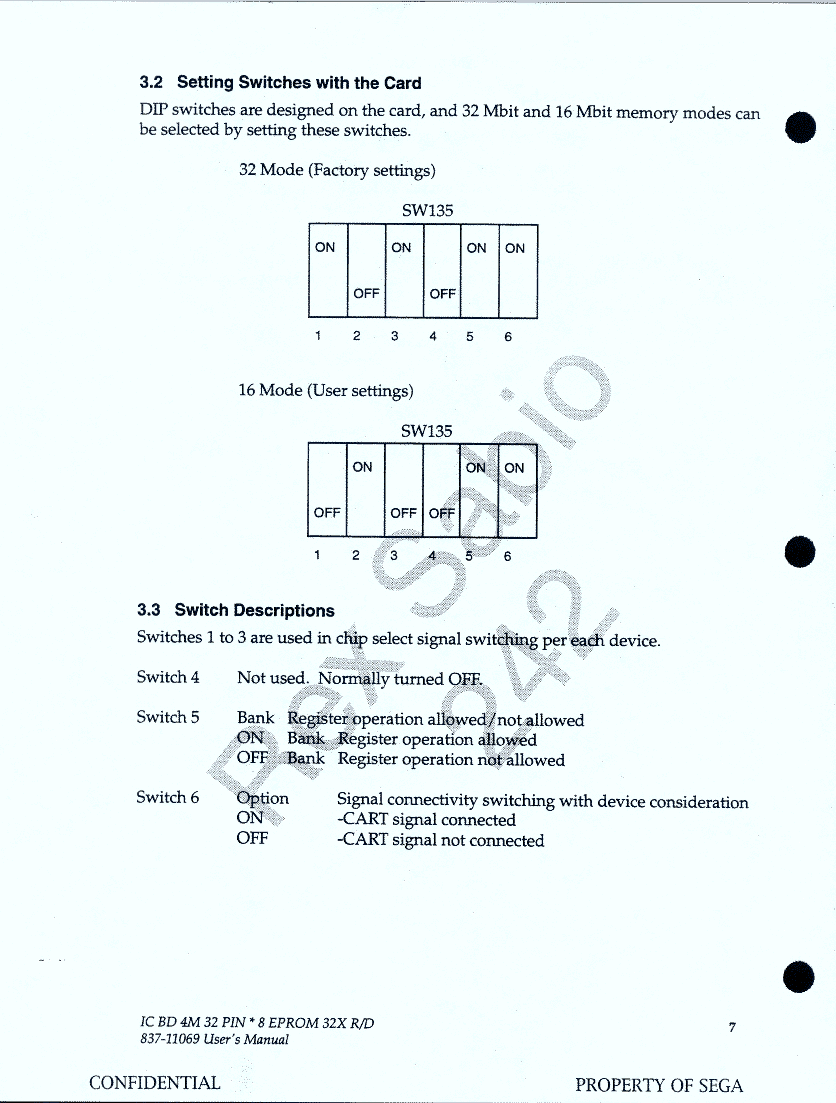 3.2 Setting Switches with the Card
DIP switches are designed on the card, and 32 Mbit and 16 Mbit memory modes can
be selected by setting these switches.
32 Mode (Factory settings)
SW135
ON ON ON ON
OFF OFF
1 2 3 4 5 6
16 Mode (User settings)
SW135
ON ON ON
OFF OFF OFF
1 2 3 4 5 6
3.3 Switch Descriptions
Switches 1 to 3 are used in chip select signal switching per each device.
Switch 4 Not used. Normally turned OFF.
Switch 5 Bank Register operation allowed/not allowed
ON Bank Register operation allowed
OFF Bank Register operation not allowed
Switch 6 Option Signal connectivity switching with device consideration
ON -CART signal connected
OFF -CART signal not connected
Rex Sabio
242
IC BD 4M 32 PIN * 8 EPROM 32X R/D
837-11069 User's Manual
7
CONFIDENTIAL
PROPERTY OF SEGA